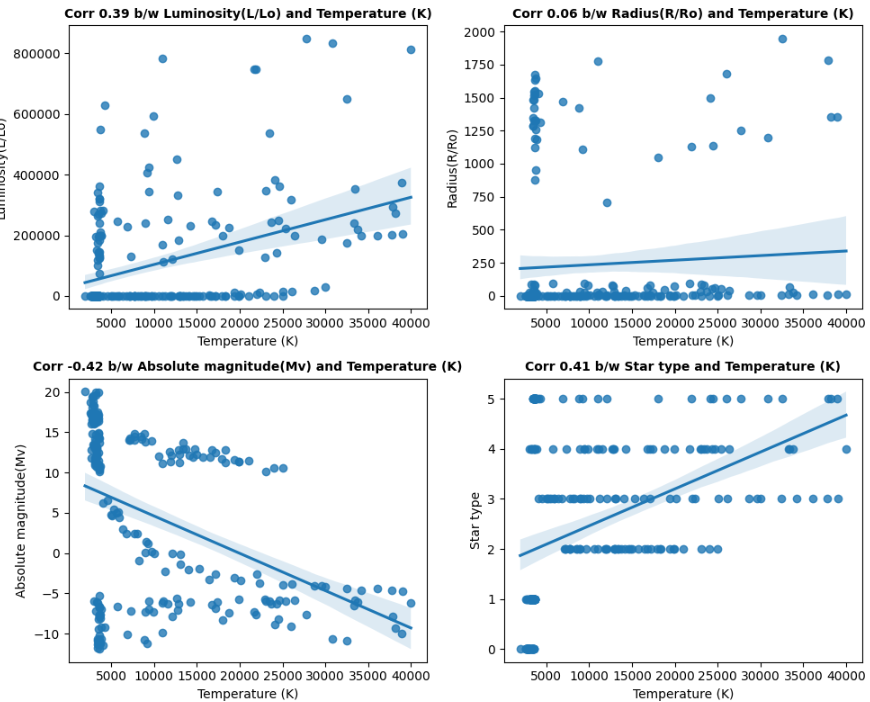 Corr 0.39 b/w Luminosity(L/Lo) and Temperature (K)
Luminosity(L/Lo)
800000
600000
400000
200000
0
5000 10000 15000 20000 25000 30000 35000 40000
Temperature (K)
Corr 0.06 b/w Radius(R/Ro) and Temperature (K)
Radius(R/Ro)
2000
1750
1500
1250
1000
750
500
250
0
5000 10000 15000 20000 25000 30000 35000 40000
Temperature (K)
Corr -0.42 b/w Absolute magnitude(Mv) and Temperature (K)
Absolute magnitude(Mv)
20
15
10
5
0
−5
−10
5000 10000 15000 20000 25000 30000 35000 40000
Temperature (K)
Corr 0.41 b/w Star type and Temperature (K)
Star type
5
4
3
2
1
0
5000 10000 15000 20000 25000 30000 35000 40000
Temperature (K)